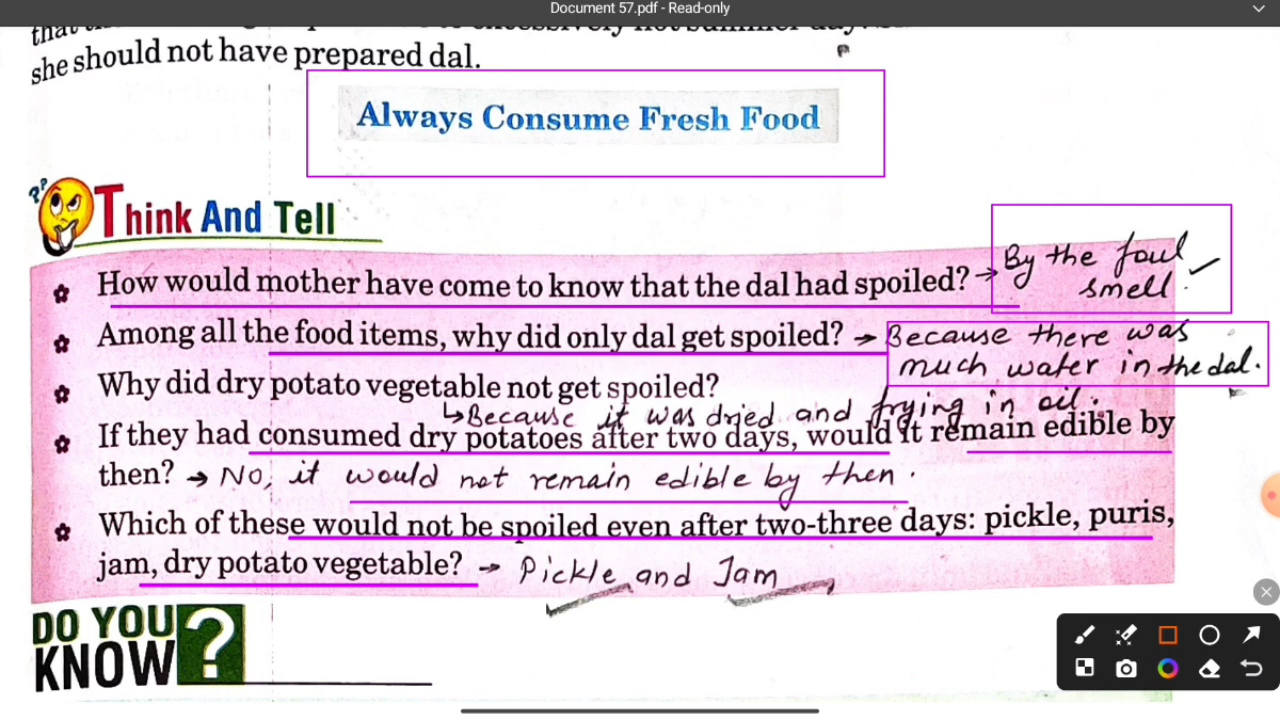 Document 57.pdf - Read-only
she should not have prepared dal.
Always Consume Fresh Food
Think And Tell
How would mother have come to know that the dal had spoiled? → By the foul
smell.
Among all the food items, why did only dal get spoiled? → Because there was
much water in the dal.
Why did dry potato vegetable not get spoiled?
↳Because it was dried and frying in oil.
If they had consumed dry potatoes after two days, would it remain edible by
then? → No, it would not remain edible by then.
Which of these would not be spoiled even after two-three days: pickle, puris,
jam, dry potato vegetable? → Pickle and Jam
DO YOU
KNOW ?